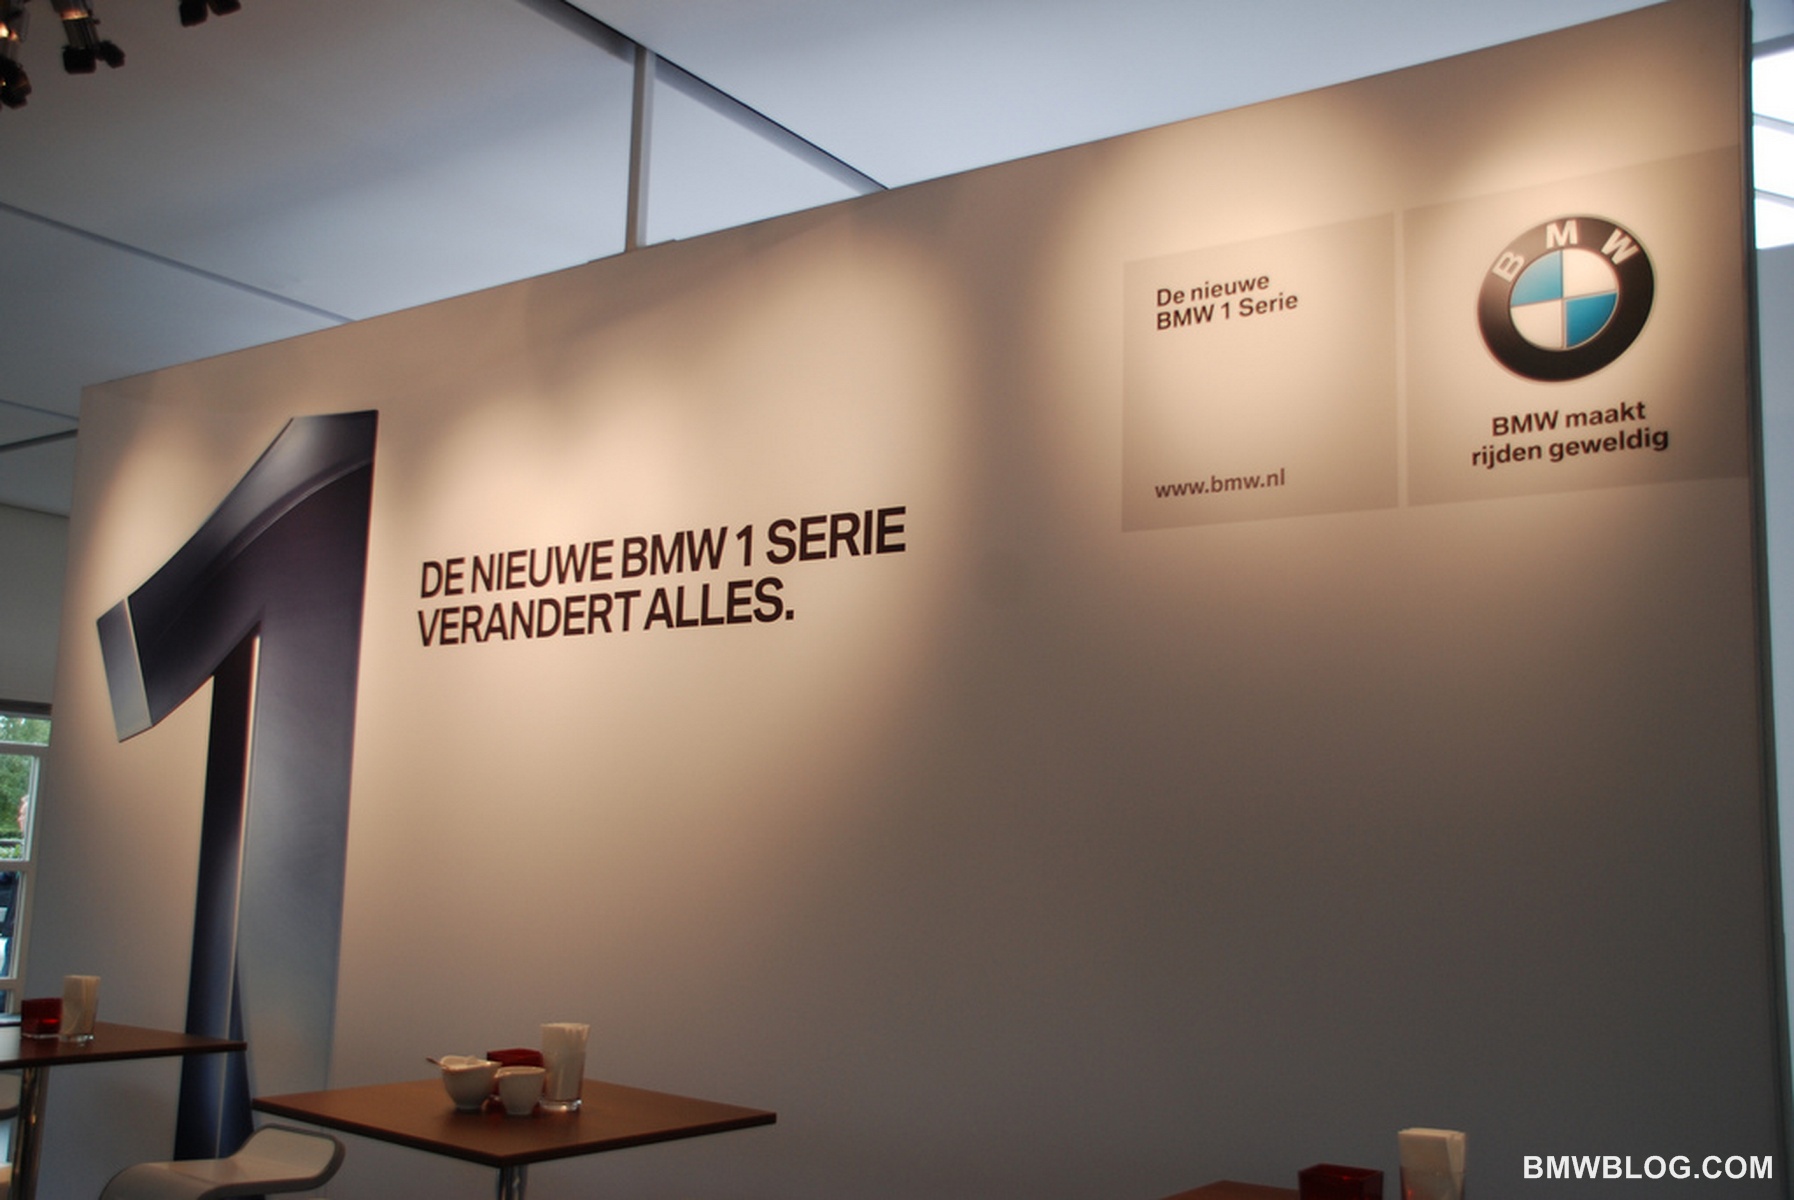 1
DE NIEUWE BMW 1 SERIE
VERANDERT ALLES.
De nieuwe
BMW 1 Serie
www.bmw.nl
BMW
BMW maakt
rijden geweldig
BMWBLOG.COM